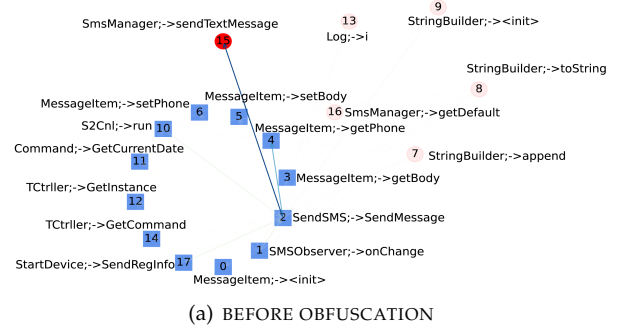 9
StringBuilder;-><init>
13
SmsManager;->sendTextMessage
Log;->i
15
StringBuilder;->toString
8
MessageItem;->setBody
MessageItem;->setPhone
6
5
16 SmsManager;->getDefault
S2Cnl;->run 10
MessageItem;->getPhone
4
Command;->GetCurrentDate
11
7 StringBuilder;->append
3 MessageItem;->getBody
TCtrller;->GetInstance
12
2 SendSMS;->SendMessage
TCtrller;->GetCommand
14
1 SMSObserver;->onChange
StartDevice;->SendRegInfo 17
0
MessageItem;-><init>
(a) BEFORE OBFUSCATION